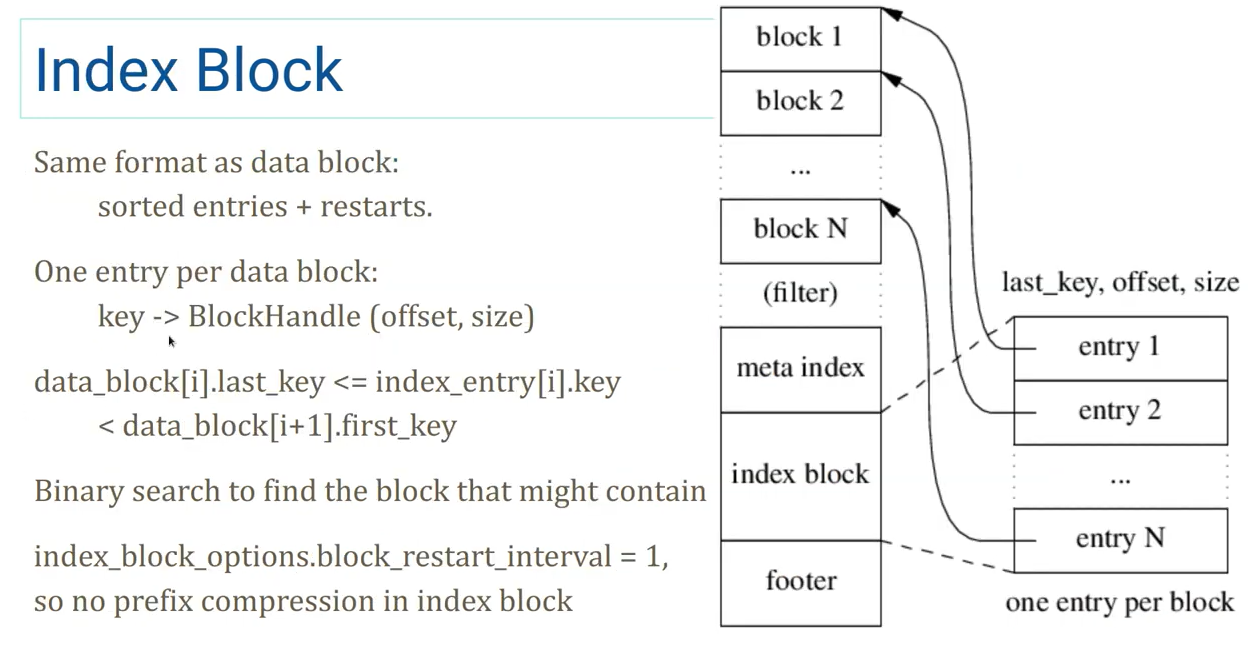 Index Block
Same format as data block:
sorted entries + restarts.
One entry per data block:
key -> BlockHandle (offset, size)
data_block[i].last_key <= index_entry[i].key
< data_block[i+1].first_key
Binary search to find the block that might contain
index_block_options.block_restart_interval = 1,
so no prefix compression in index block
block 1
block 2
...
block N
(filter)
meta index
index block
footer
last_key, offset, size
entry 1
entry 2
...
entry N
one entry per block